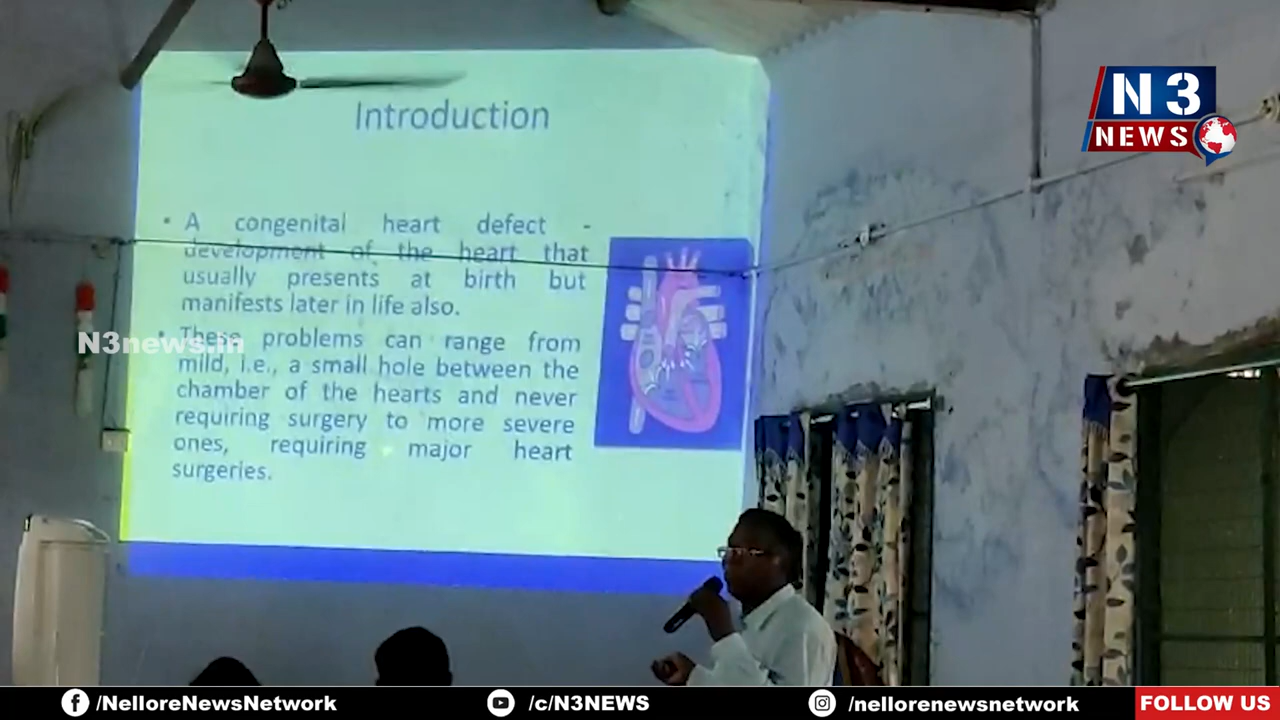 Introduction
• A congenital heart defect -
development of the heart that
usually presents at birth but
manifests later in life also.
• These problems can range from
mild, i.e., a small hole between the
chamber of the hearts and never
requiring surgery to more severe
ones, requiring major heart
surgeries.
N3
NEWS
N3news.in
/NelloreNewsNetwork
/c/N3NEWS
/nellorenewsnetwork
FOLLOW US